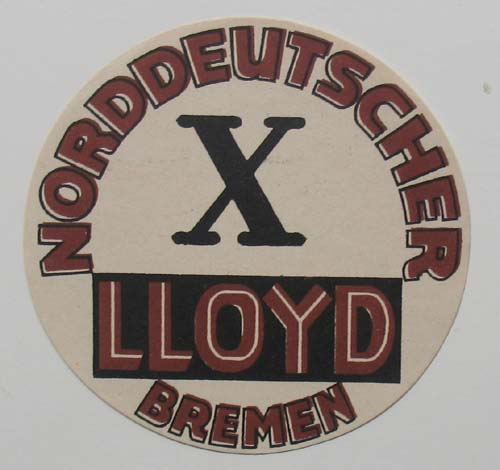 NORDDEUTSCHER
X
LLOYD
BREMEN